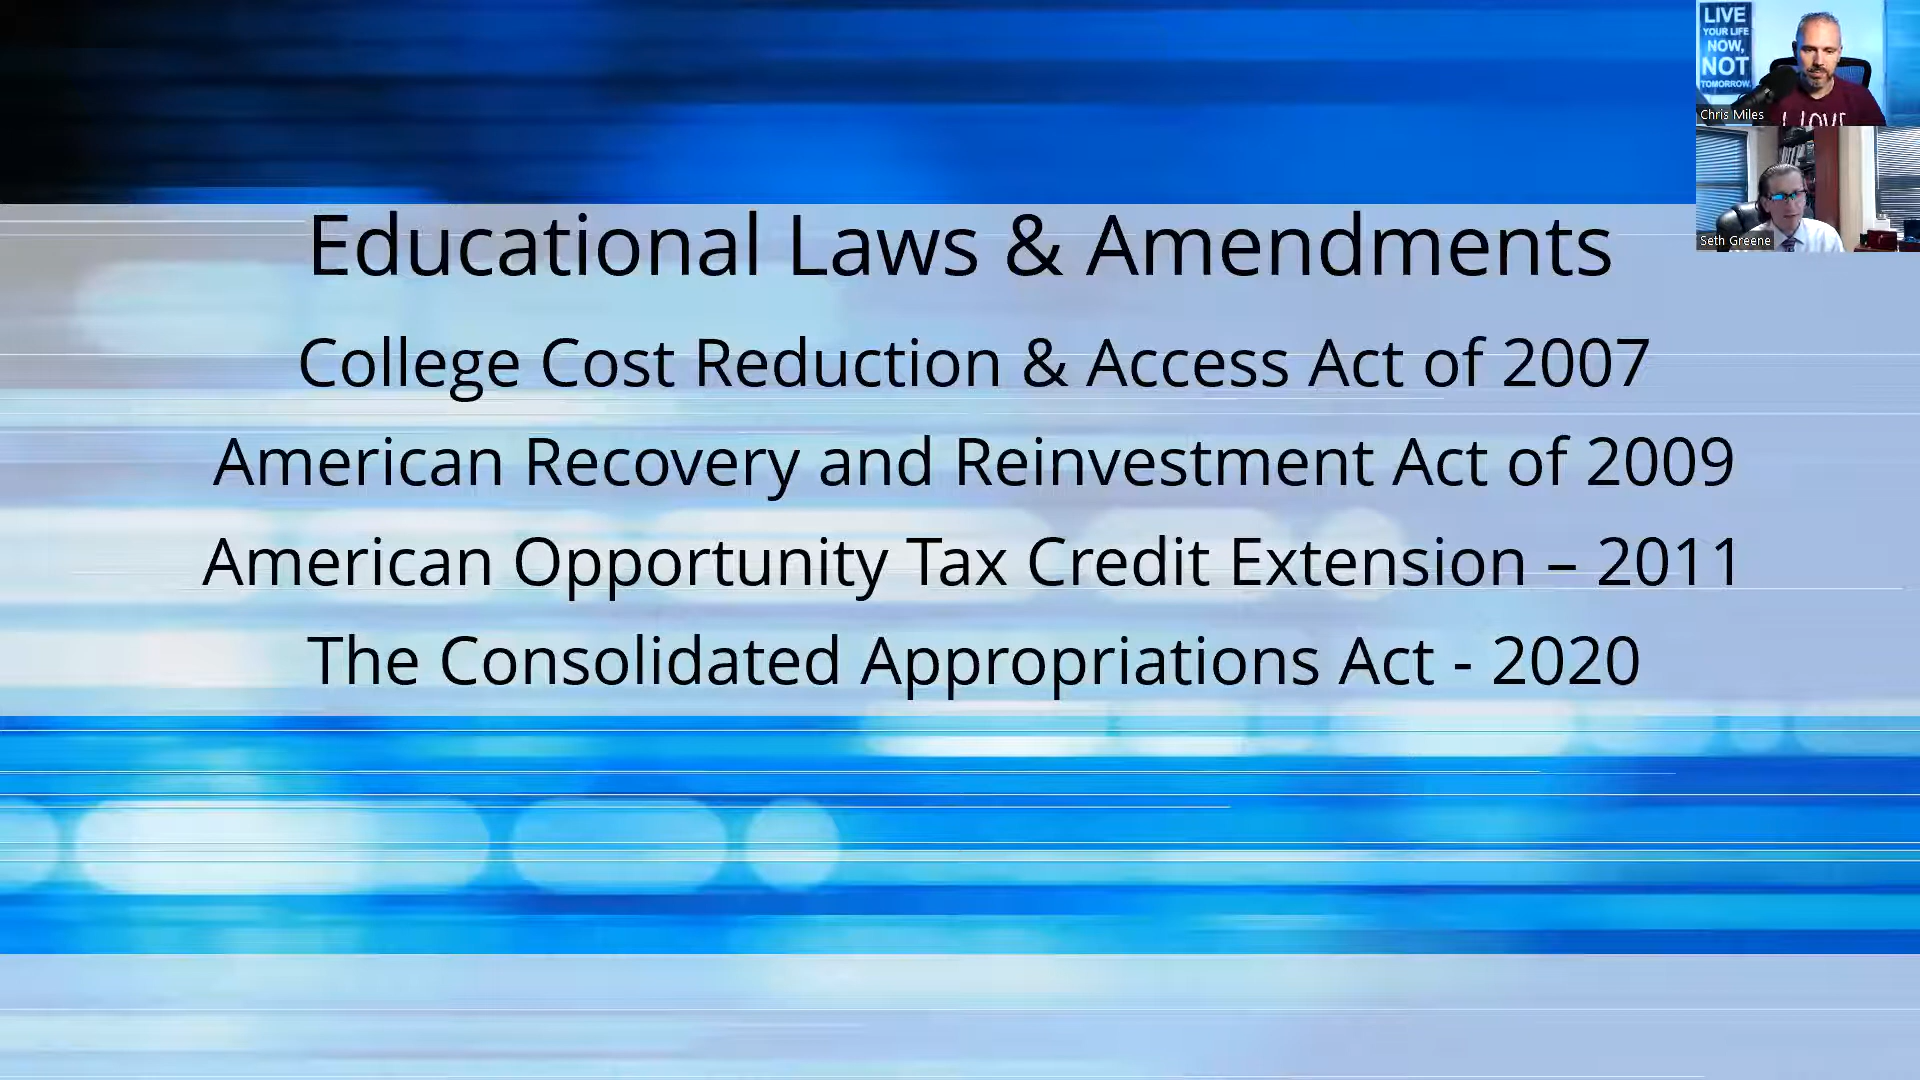 LIVE
YOUR LIFE
NOW,
NOT
TOMORROW.
Chris Miles
I LOVE
Seth Greene
Educational Laws & Amendments
College Cost Reduction & Access Act of 2007
American Recovery and Reinvestment Act of 2009
American Opportunity Tax Credit Extension – 2011
The Consolidated Appropriations Act - 2020